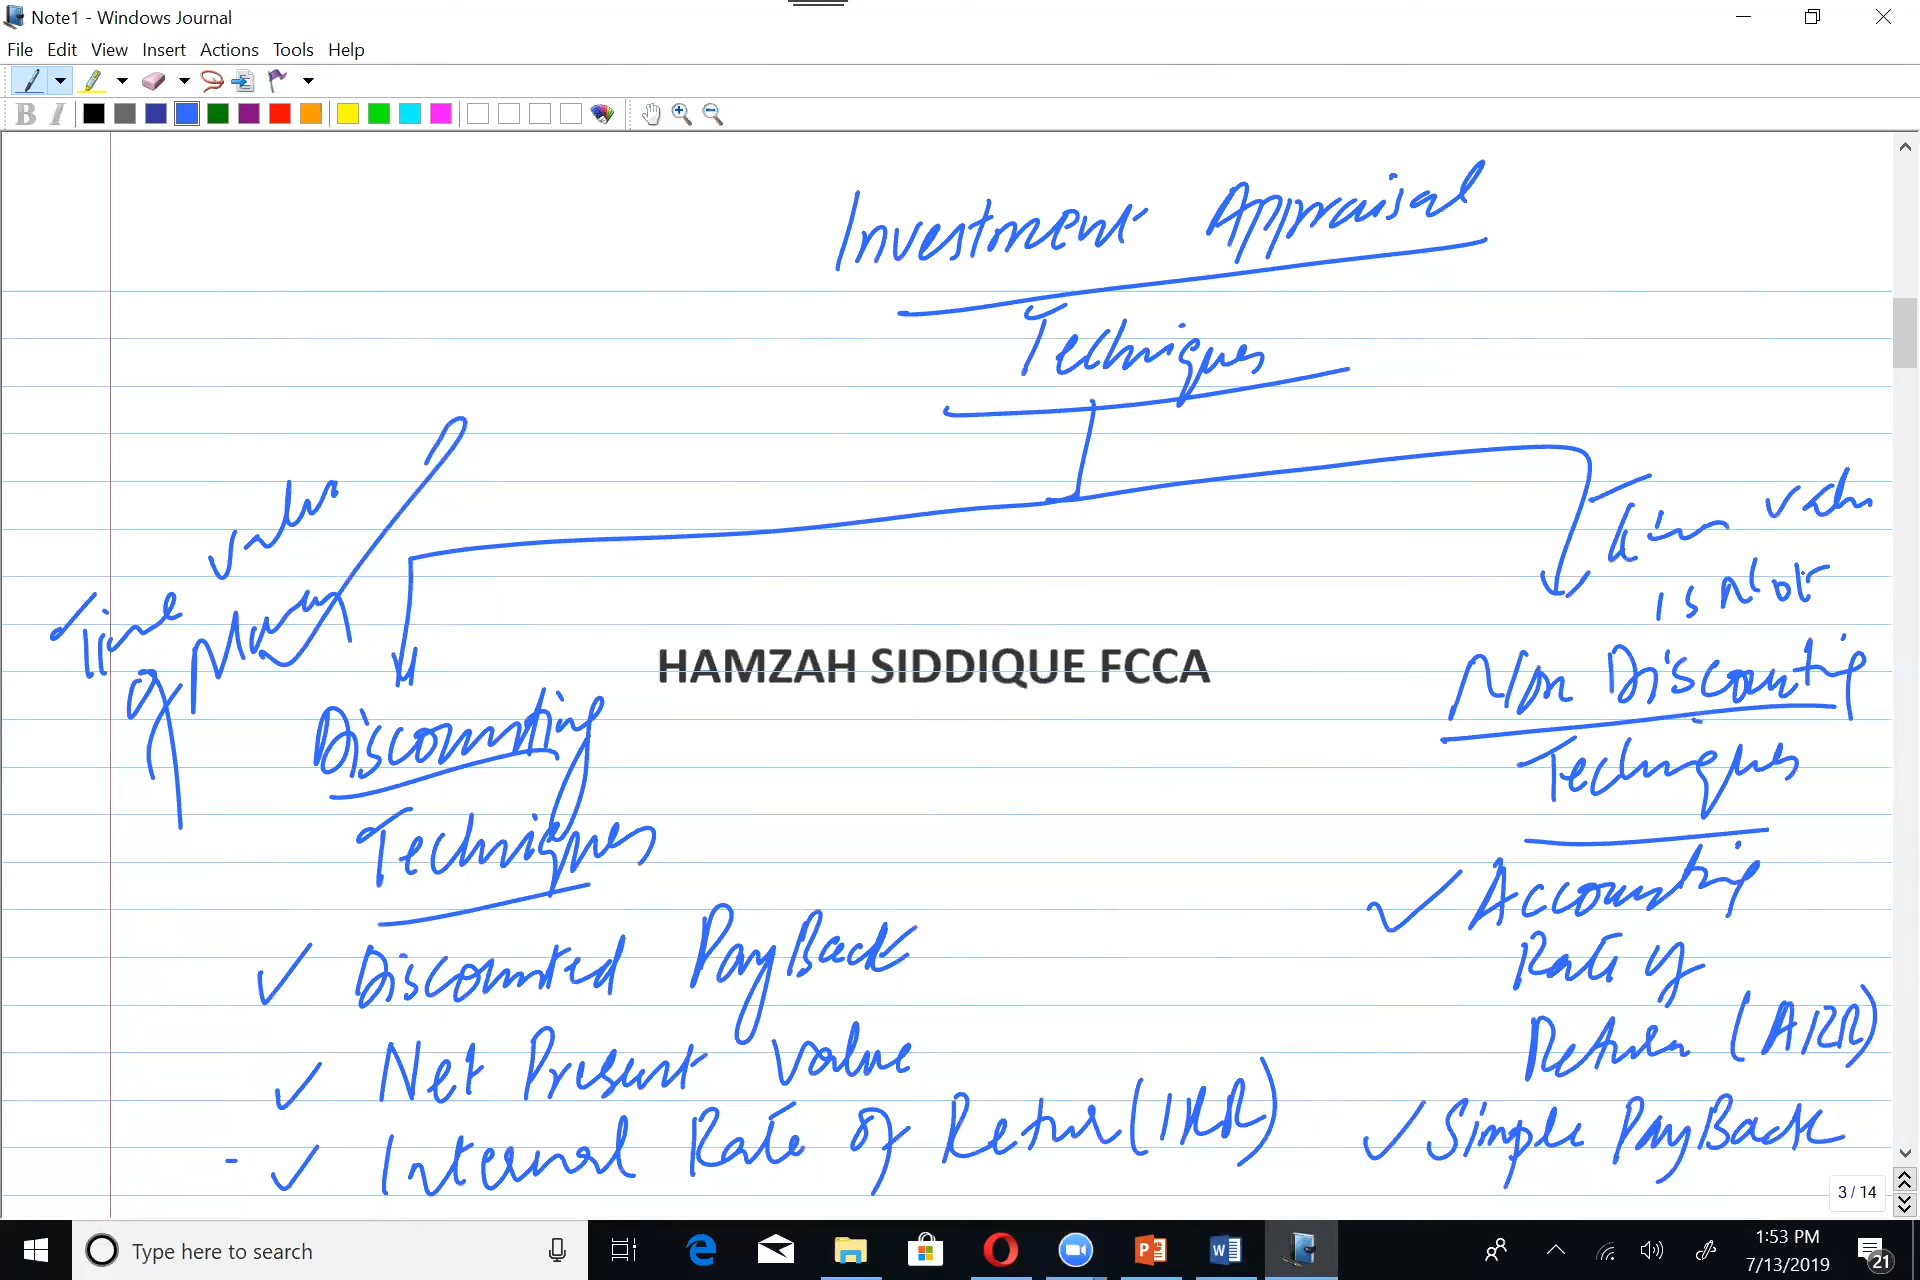 Note1 - Windows Journal
File Edit View Insert Actions Tools Help
B I
Investment Appraisal
Techniques
Time value
of Money
Time value
is Not
HAMZAH SIDDIQUE FCCA
Discounting
Techniques
Non Discounting
Techniques
✓ Discounted PayBack
✓ Net Present Value
- ✓ Internal Rate of Return (IRR)
✓ Accounting
Rate of
Return (ARR)
✓ Simple PayBack
3 / 14
Type here to search
1:53 PM
7/13/2019
21